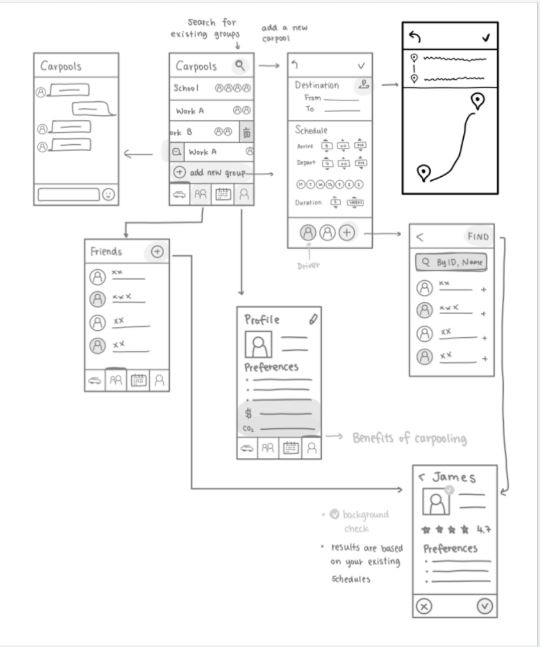 search for
existing groups
add a new
carpool
Carpools
Carpools
School
Work A
ork B
Work A
add new group
Destination
From
To
Schedule
Arrive
Depart
M T W T F S S
Duration
Driver
Friends
xx
xxx
xx
xx
FIND
By ID, Name
xx
xxx
xx
xx
Profile
Preferences
$
CO₂
Benefits of carpooling
James
4.7
Preferences
background
check
results are based
on your existing
schedules